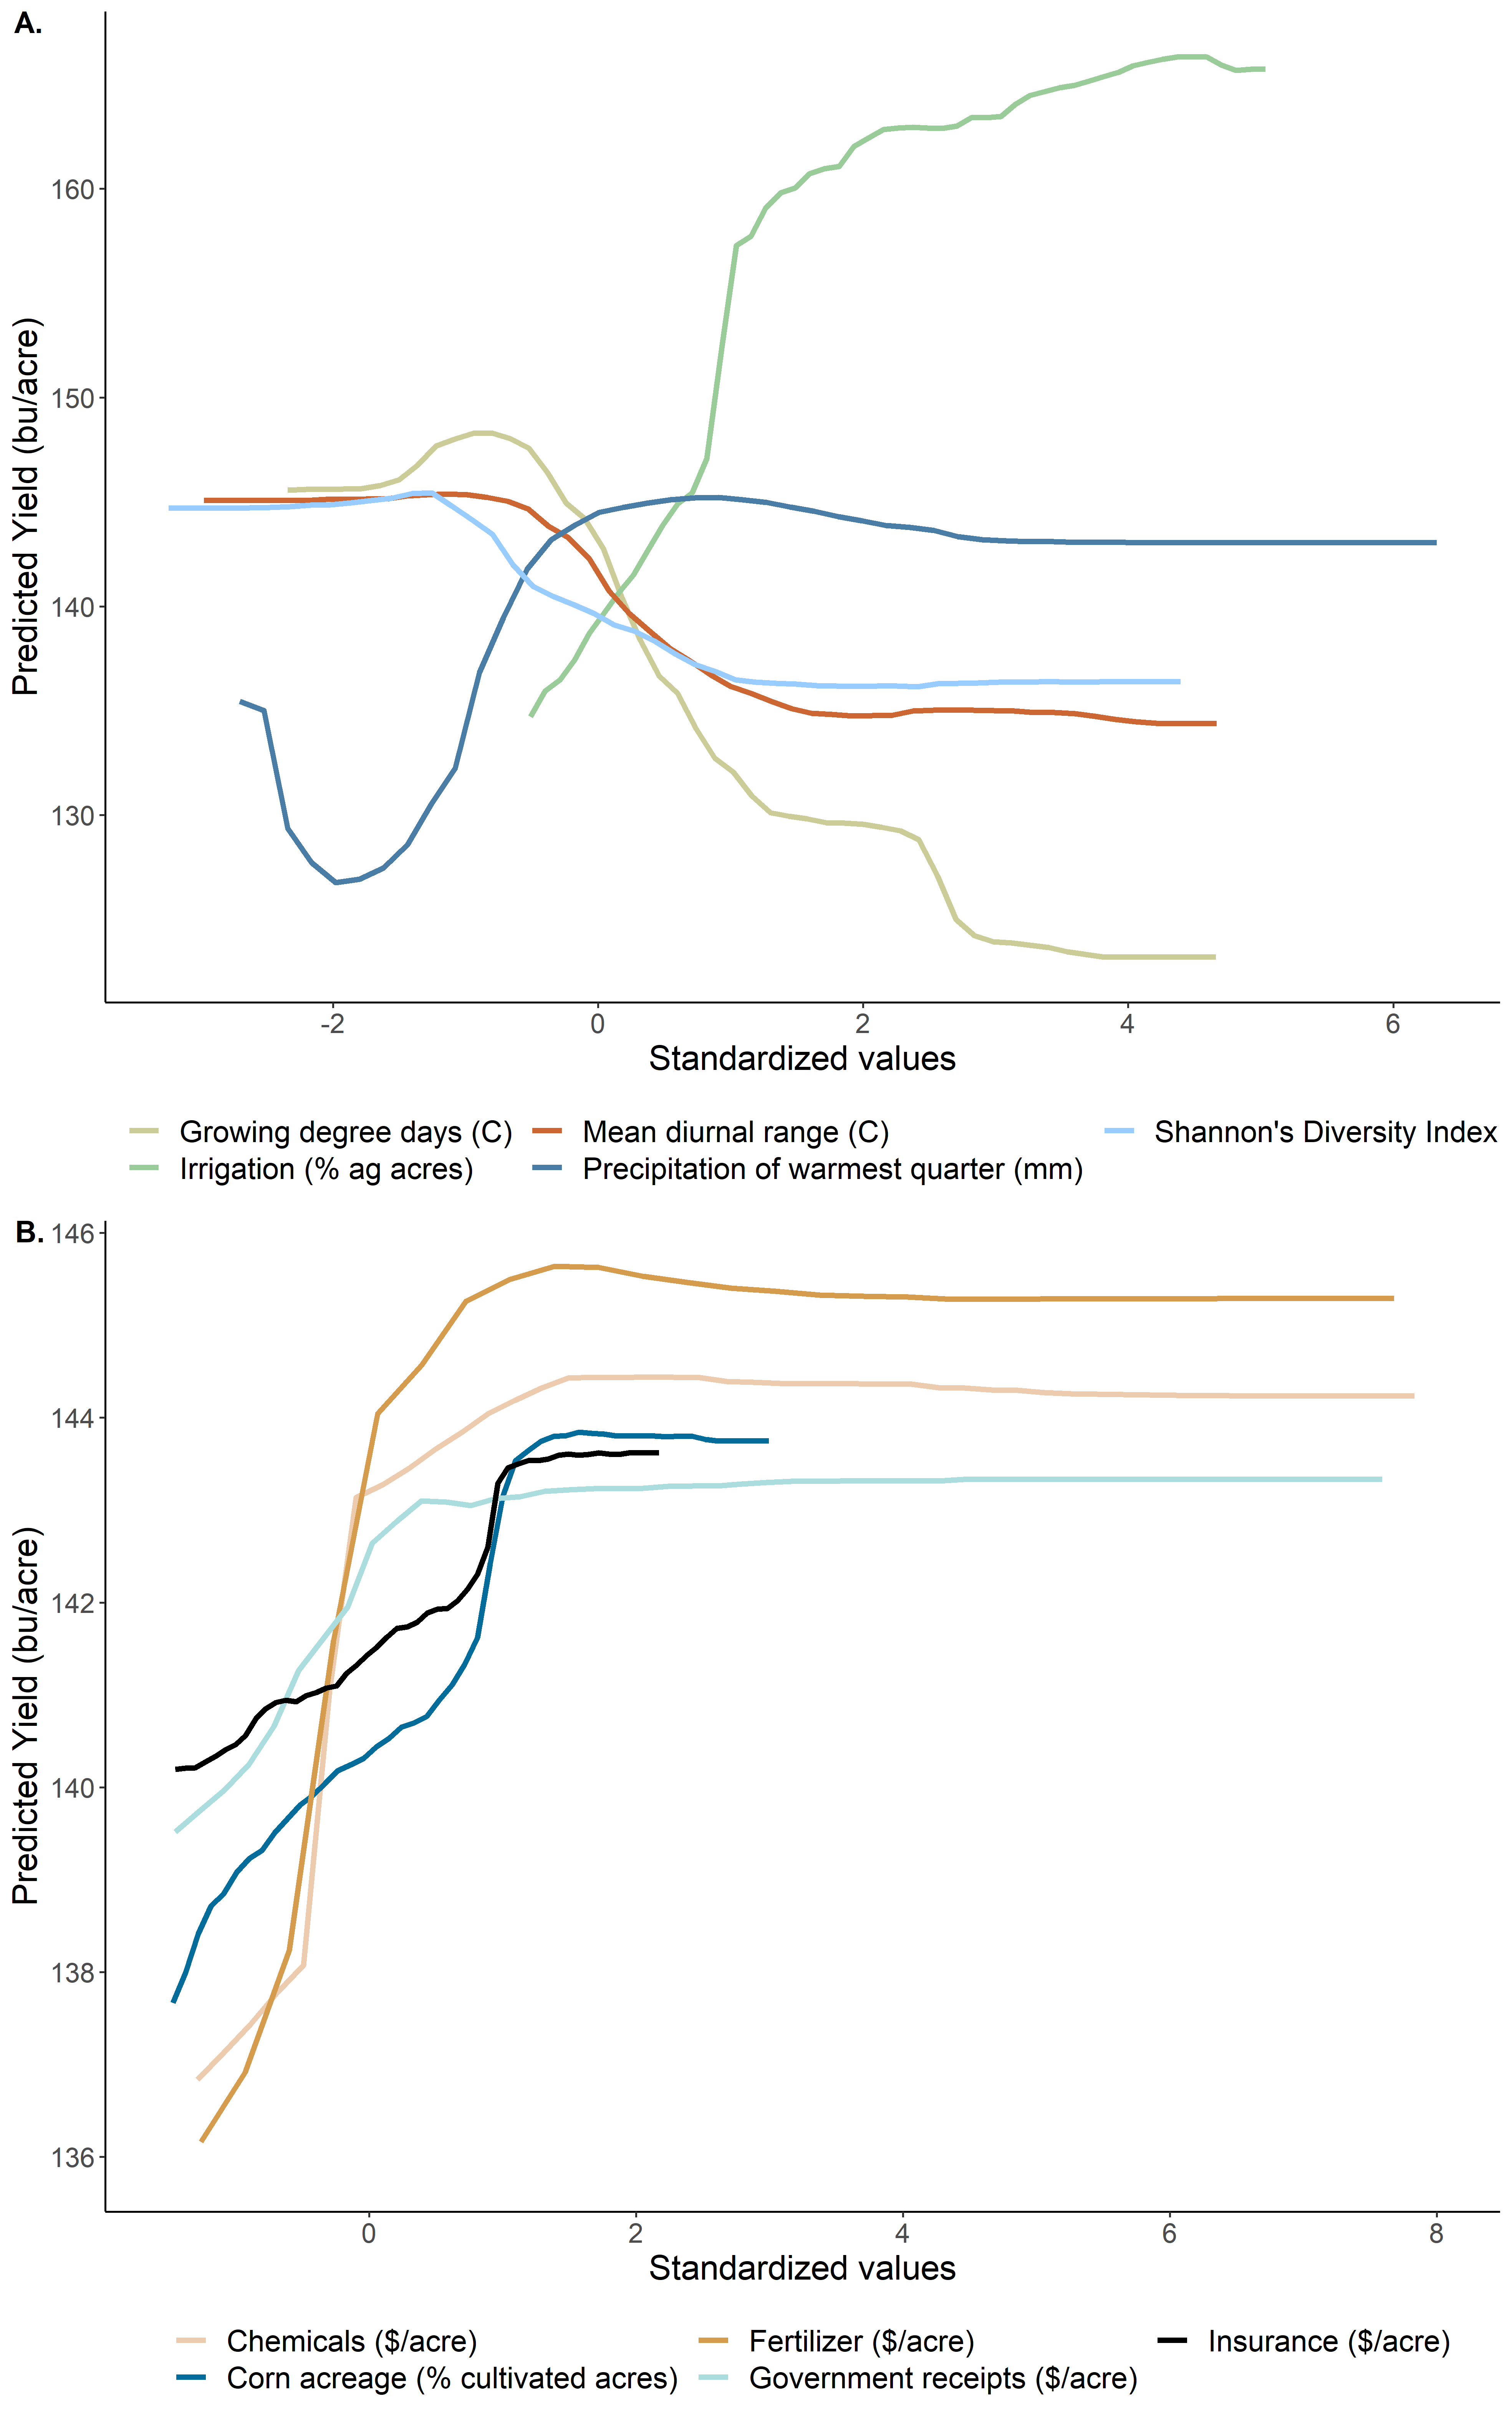 A.
Predicted Yield (bu/acre)
160
150
140
130
-2 0 2 4 6
Standardized values
Growing degree days (C) Mean diurnal range (C) Shannon's Diversity Index
Irrigation (% ag acres) Precipitation of warmest quarter (mm)
B.
Predicted Yield (bu/acre)
146
144
142
140
138
136
0 2 4 6 8
Standardized values
Chemicals ($/acre) Fertilizer ($/acre) Insurance ($/acre)
Corn acreage (% cultivated acres) Government receipts ($/acre)